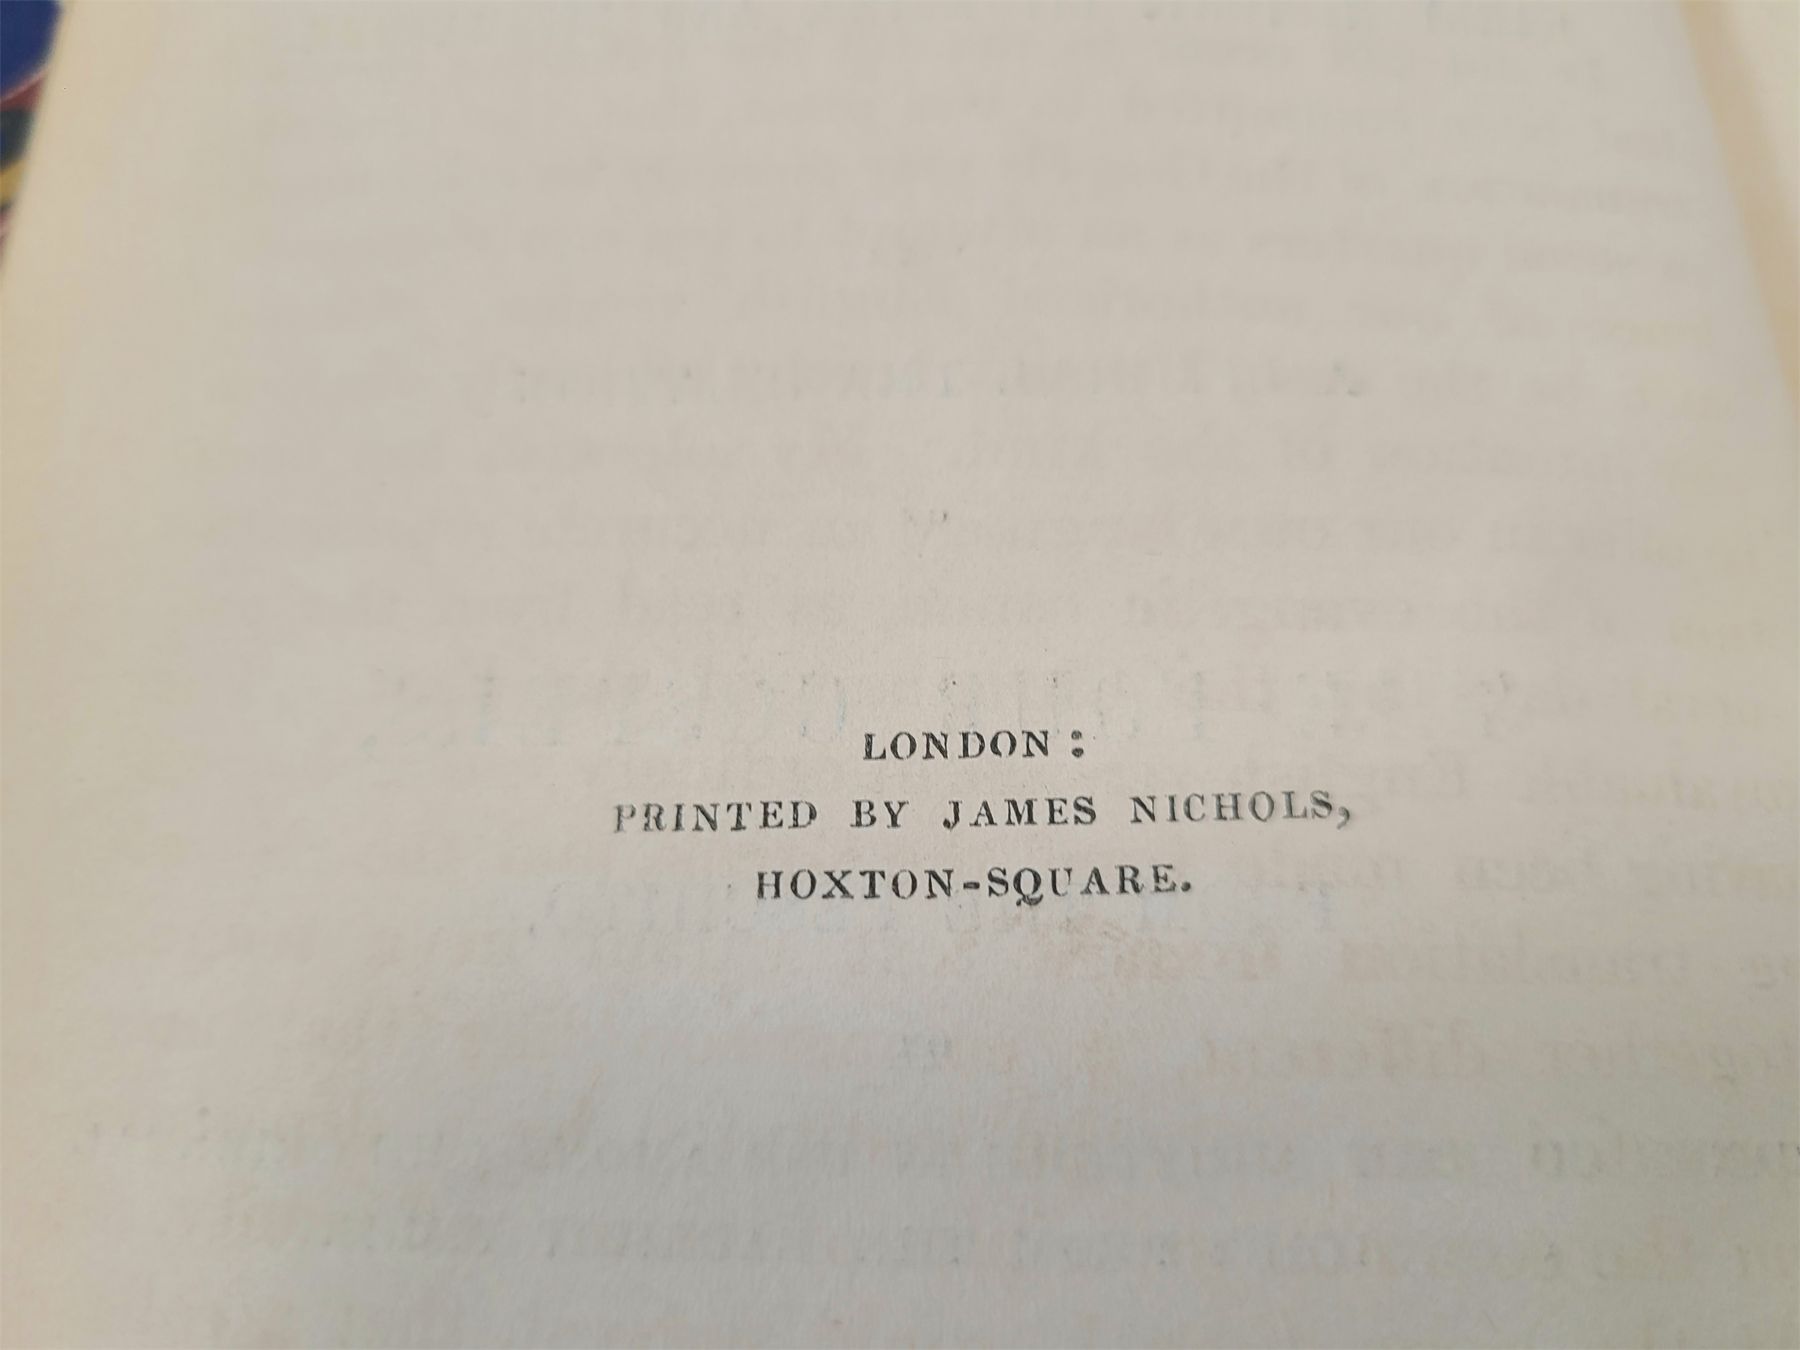 LONDON:
PRINTED BY JAMES NICHOLS,
HOXTON-SQUARE.